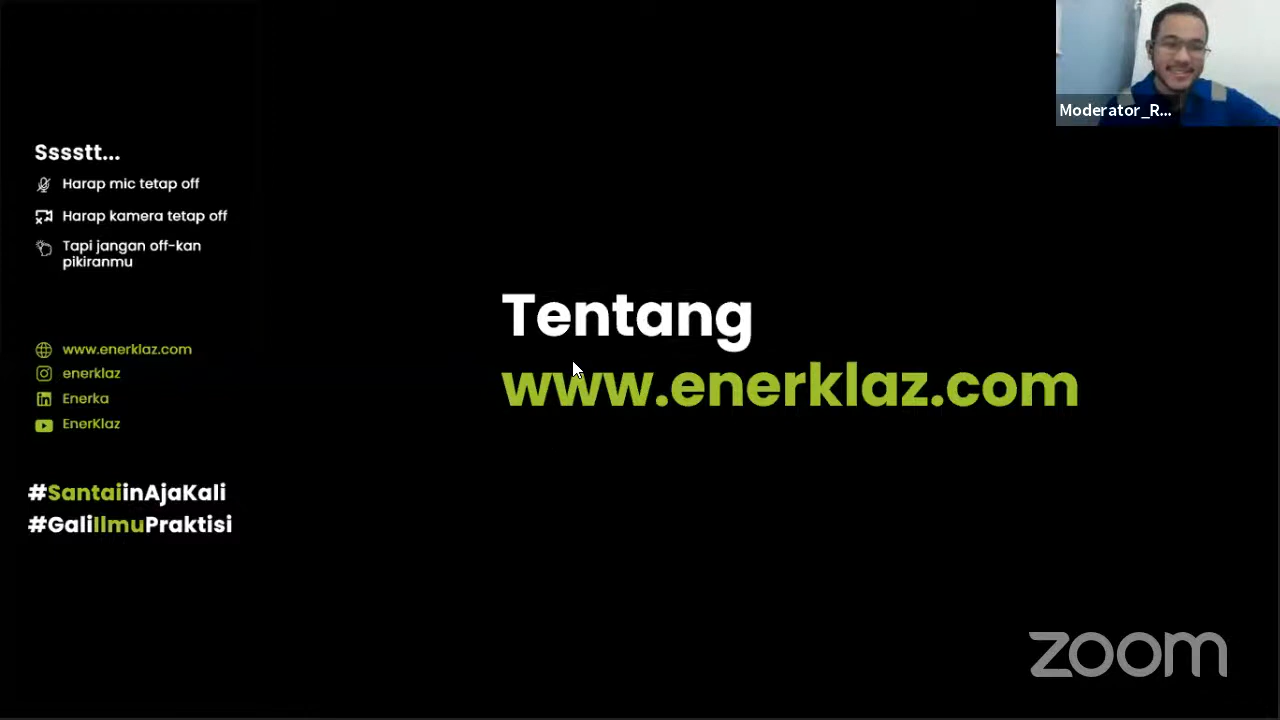 Moderator_R...
Sssstt...
Harap mic tetap off
Harap kamera tetap off
Tapi jangan off-kan
pikiranmu
www.enerklaz.com
enerklaz
Enerka
EnerKlaz
#SantaiinAjaKali
#GaliIlmuPraktisi
Tentang
www.enerklaz.com
zoom